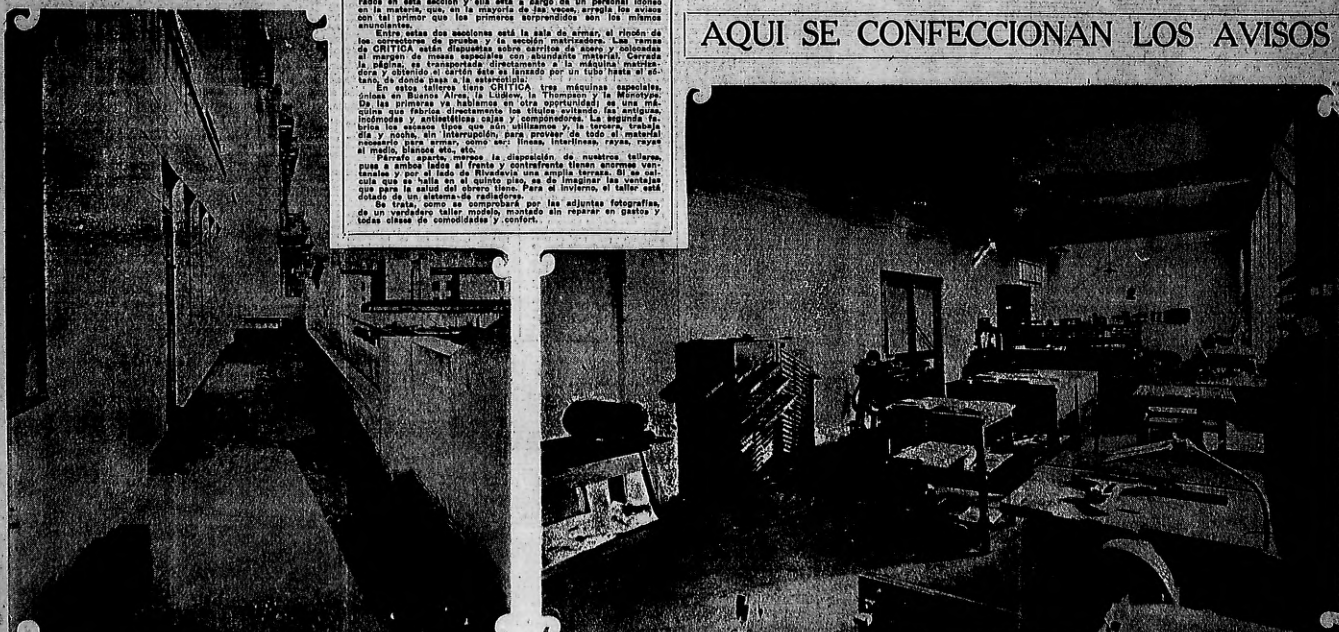 rados en esta sección y ella está a cargo de un personal idóneo
en la materia, que, en la mayoría de las veces, arregla los avisos
con tal primor que los primeros sorprendidos son los mismos
anunciantes.
Entre estas dos secciones está la sala de armar, el rincón de
los correctores de prueba y la sección matrizadora. Las ramas
de CRITICA están dispuestas sobre carritos de acero y colocadas
al margen de mesas especiales con abundante material. Cerrada
la página, es transportada directamente a la máquina matriza-
dora y obtenido el cartón éste es lanzado por un tubo hasta el só-
tano, de donde pasa a la estereotipia.
En estos talleres tiene CRITICA tres máquinas especiales,
únicas en Buenos Aires, la Lúdlow, la Thompson y la Monotype.
De las primeras ya hablamos en otra oportunidad; es una má-
quina que fabrica directamente los títulos evitando las antiguas,
incómodas y antiestéticas cajas y componedores. La segunda fa-
brica los escasos tipos que aún utilizamos y, la tercera, trabaja
día y noche, sin interrupción, para proveer de todo el material
necesario para armar, como ser: líneas, interlíneas, rayas, rayas
al medio, blancos etc., etc.
Párrafo aparte, merece la disposición de nuestros talleres,
pues a ambos lados al frente y contrafrente tienen enormes ven-
tanales y por el lado de Rivadavia una amplia terraza. Si se cal-
cula que se halla en el quinto piso, es de imaginar las ventajas
que para la salud del obrero tiene. Para el invierno, el taller está
dotado de un sistema de radiadores.
Se trata, como se comprobará por las adjuntas fotografías,
de un verdadero taller modelo, montado sin reparar en gastos y
todas clases de comodidades y confort.
AQUI SE CONFECCIONAN LOS AVISOS